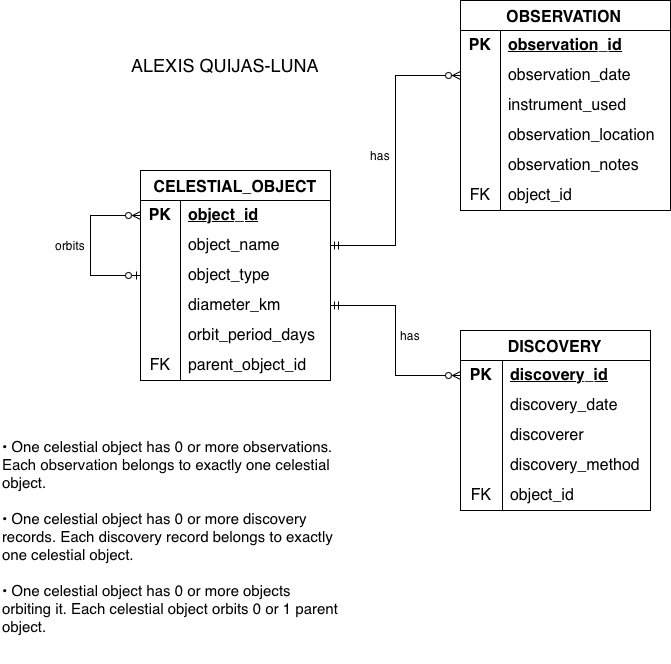 ALEXIS QUIJAS-LUNA
OBSERVATION
PK observation_id
observation_date
instrument_used
observation_location
observation_notes
FK object_id
has
CELESTIAL_OBJECT
PK object_id
object_name
object_type
diameter_km
orbit_period_days
FK parent_object_id
orbits
has
DISCOVERY
PK discovery_id
discovery_date
discoverer
discovery_method
FK object_id
• One celestial object has 0 or more observations.
Each observation belongs to exactly one celestial
object.
• One celestial object has 0 or more discovery
records. Each discovery record belongs to exactly
one celestial object.
• One celestial object has 0 or more objects
orbiting it. Each celestial object orbits 0 or 1 parent
object.